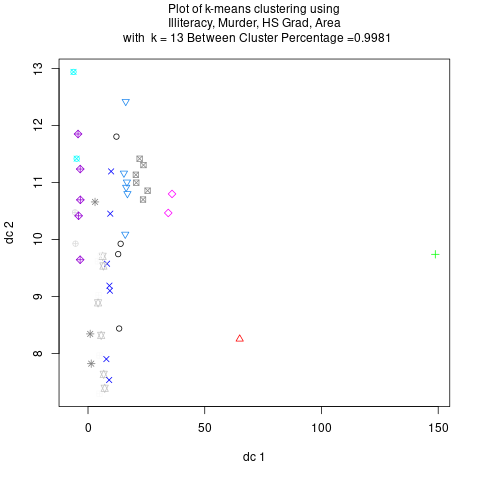 Plot of k-means clustering using
Illiteracy, Murder, HS Grad, Area
with k = 13 Between Cluster Percentage =0.9981
13
12
11
10
9
8
dc 2
0 50 100 150
dc 1